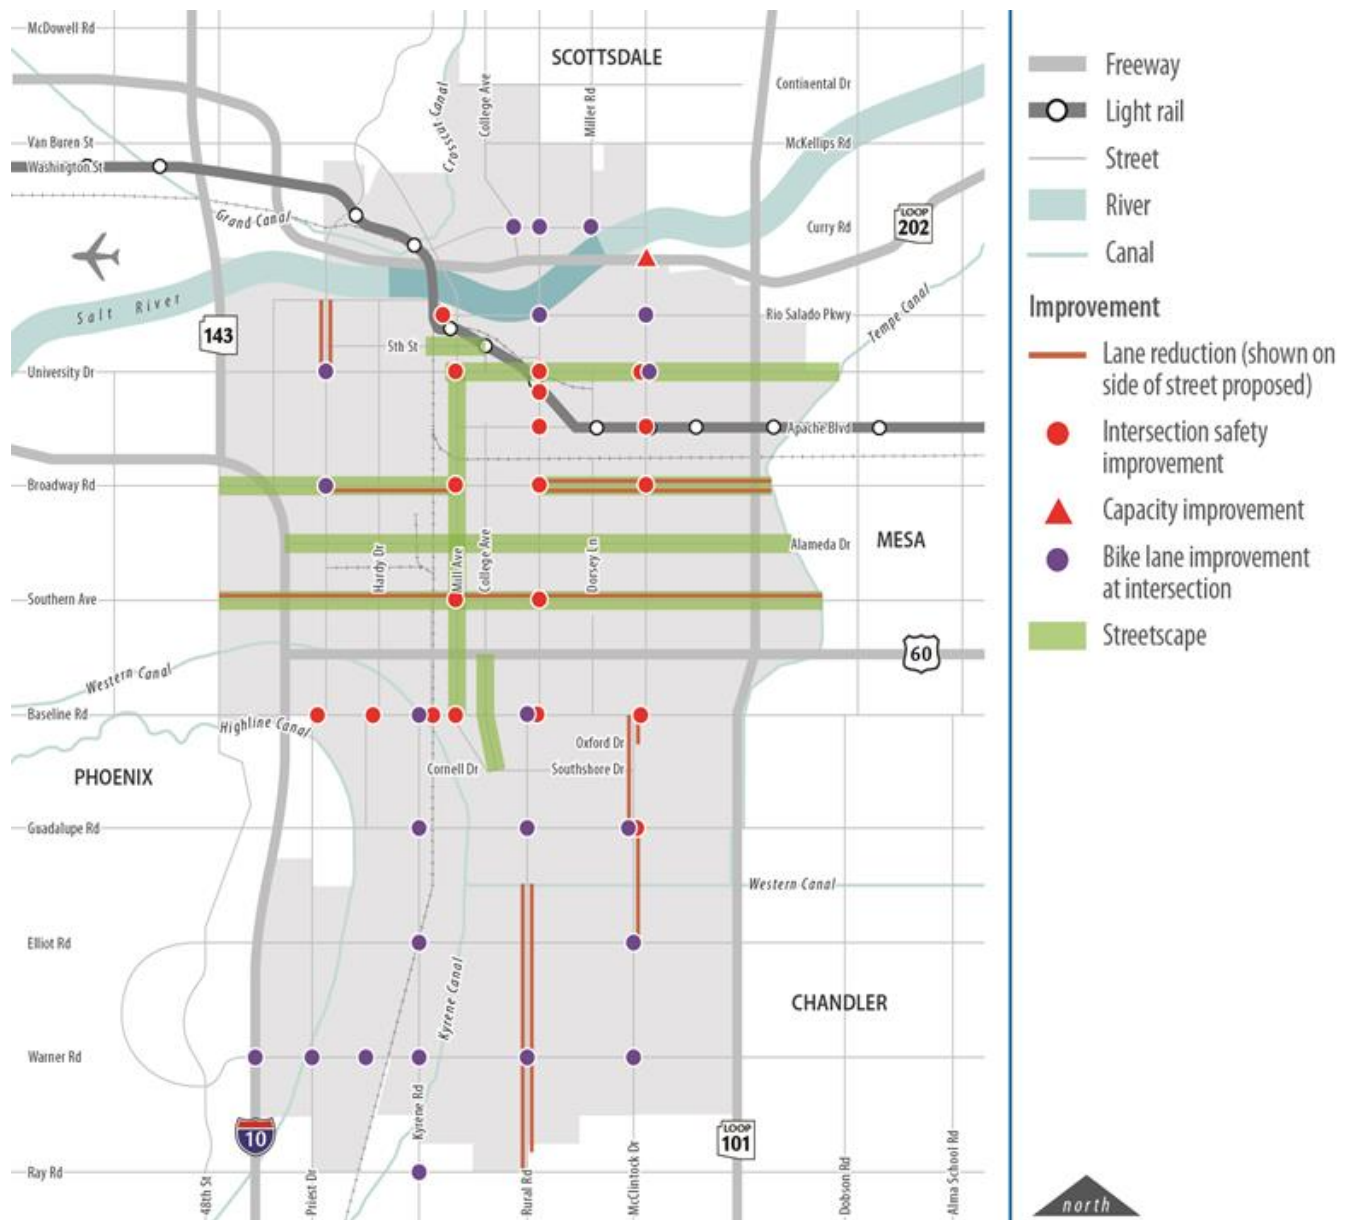 McDowell Rd
SCOTTSDALE
Continental Dr
Crosscut Canal
College Ave
Miller Rd
Van Buren St
McKellips Rd
Washington St
Grand Canal
Curry Rd
LOOP
202
Salt River
143
Rio Salado Pkwy
Tempe Canal
5th St
University Dr
Apache Blvd
Broadway Rd
MESA
Alameda Dr
Hardy Dr
Mill Ave
College Ave
Dorsey Ln
Southern Ave
60
Western Canal
Baseline Rd
Highline Canal
Oxford Dr
Cornell Dr
Southshore Dr
PHOENIX
Guadalupe Rd
Western Canal
Elliot Rd
Kyrene Canal
CHANDLER
Warner Rd
Kyrene Rd
10
LOOP
101
Ray Rd
48th St
Priest Dr
Rural Rd
McClintock Dr
Dobson Rd
Alma School Rd
Freeway
Light rail
Street
River
Canal
Improvement
Lane reduction (shown on
side of street proposed)
Intersection safety
improvement
Capacity improvement
Bike lane improvement
at intersection
Streetscape
north